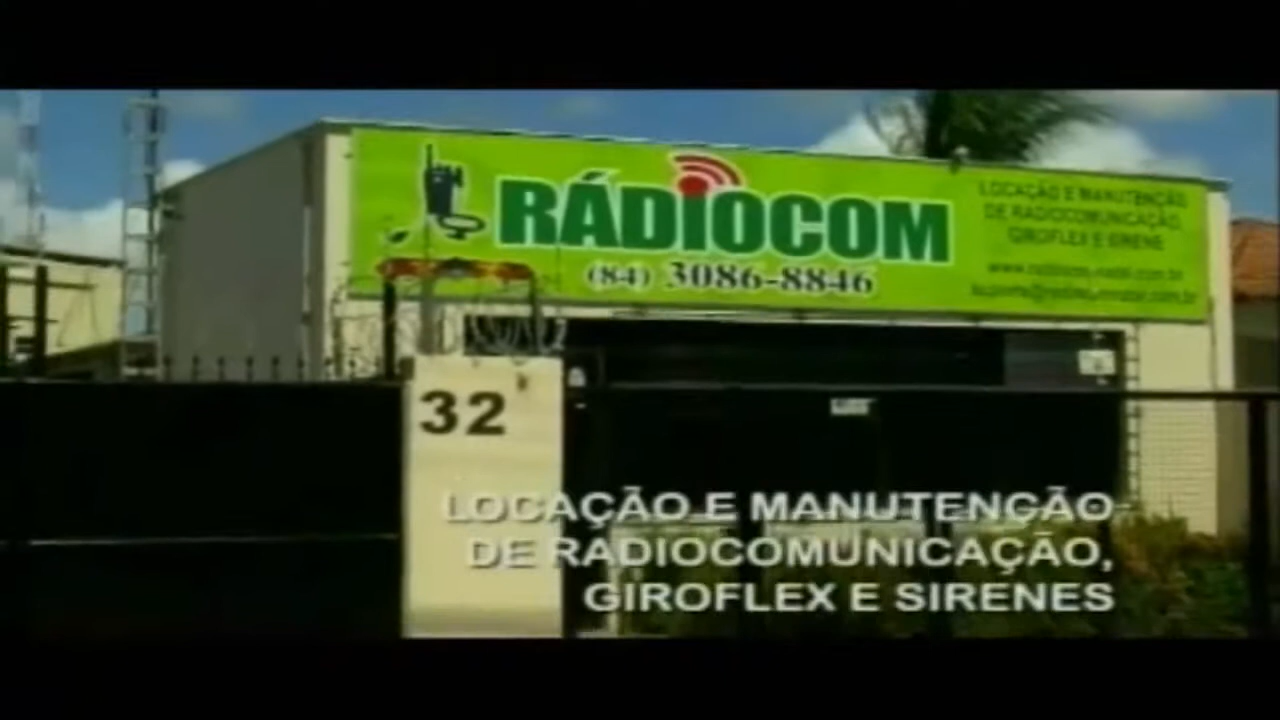 RÁDIOCOM
(84) 3086-8846
LOCAÇÃO E MANUTENÇÃO
DE RADIOCOMUNICAÇÃO,
GIROFLEX E SIRENE
32
LOCAÇÃO E MANUTENÇÃO
DE RADIOCOMUNICAÇÃO,
GIROFLEX E SIRENES